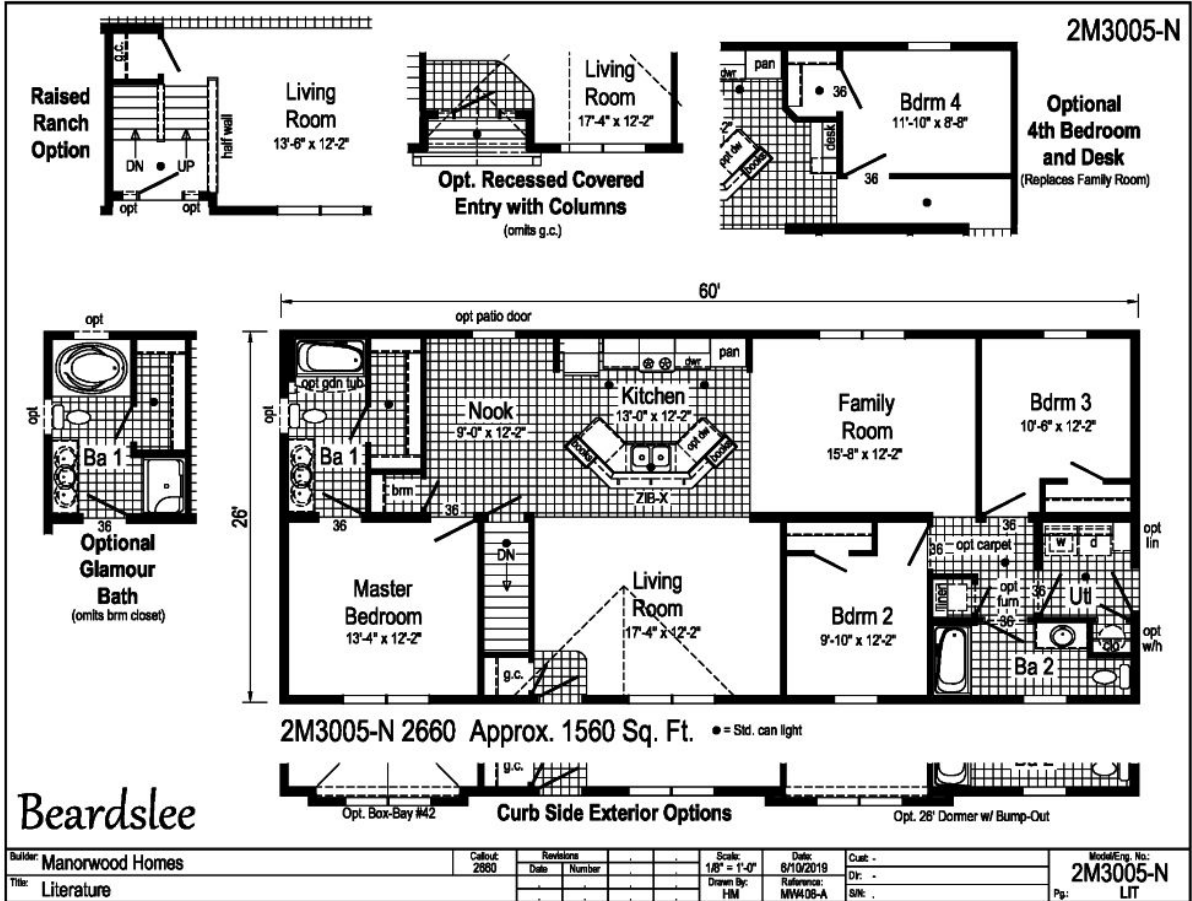 2M3005-N
g.c.
Raised
Ranch
Option
Living
Room
13'-6" x 12'-2"
half wall
DN
UP
opt
opt
Living
Room
17'-4" x 12'-2"
Opt. Recessed Covered
Entry with Columns
(omits g.c.)
dwr
pan
36
Bdrm 4
11'-10" x 8'-8"
desk
opt dw
books
36
Optional
4th Bedroom
and Desk
(Replaces Family Room)
60'
26'
opt
opt
Ba 1
36
Optional
Glamour
Bath
(omits brm closet)
opt patio door
opt gdn tub
opt
Ba 1
brm
36
36
Nook
9'-0" x 12'-2"
dwr
pan
Kitchen
13'-0" x 12'-2"
books
opt dw
books
ZIB-X
Family
Room
15'-8" x 12'-2"
Bdrm 3
10'-6" x 12'-2"
36
Master
Bedroom
13'-4" x 12'-2"
DN
g.c.
Living
Room
17'-4" x 12'-2"
Bdrm 2
9'-10" x 12'-2"
36
opt carpet
w
d
opt
lin
liner
opt
furn
36
36
Utl
clo
opt
w/h
Ba 2
2M3005-N 2660 Approx. 1560 Sq. Ft.
● = Std. can light
g.c.
Ba 2
Beardslee
Opt. Box-Bay #42
Curb Side Exterior Options
Opt. 26' Dormer w/ Bump-Out
Builder: Manorwood Homes
Title: Literature
Callout:
2660
Revisions
Date
Number
Scale:
1/8" = 1'-0"
Drawn By:
HM
Date:
6/10/2019
Reference:
MW408-A
Cust: -
Dir: -
S/N: -
Model/Eng. No.:
2M3005-N
Pg.: LIT